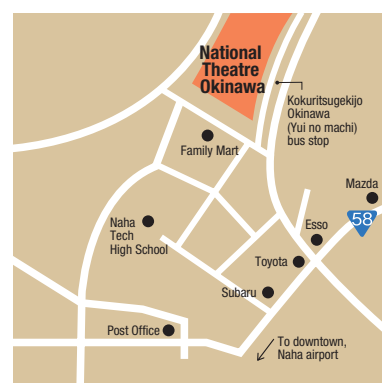 National
Theatre
Okinawa
Kokuritsugekijo
Okinawa
(Yui no machi)
bus stop
Family Mart
Mazda
58
Naha
Tech
High School
Esso
Toyota
Subaru
Post Office
To downtown,
Naha airport